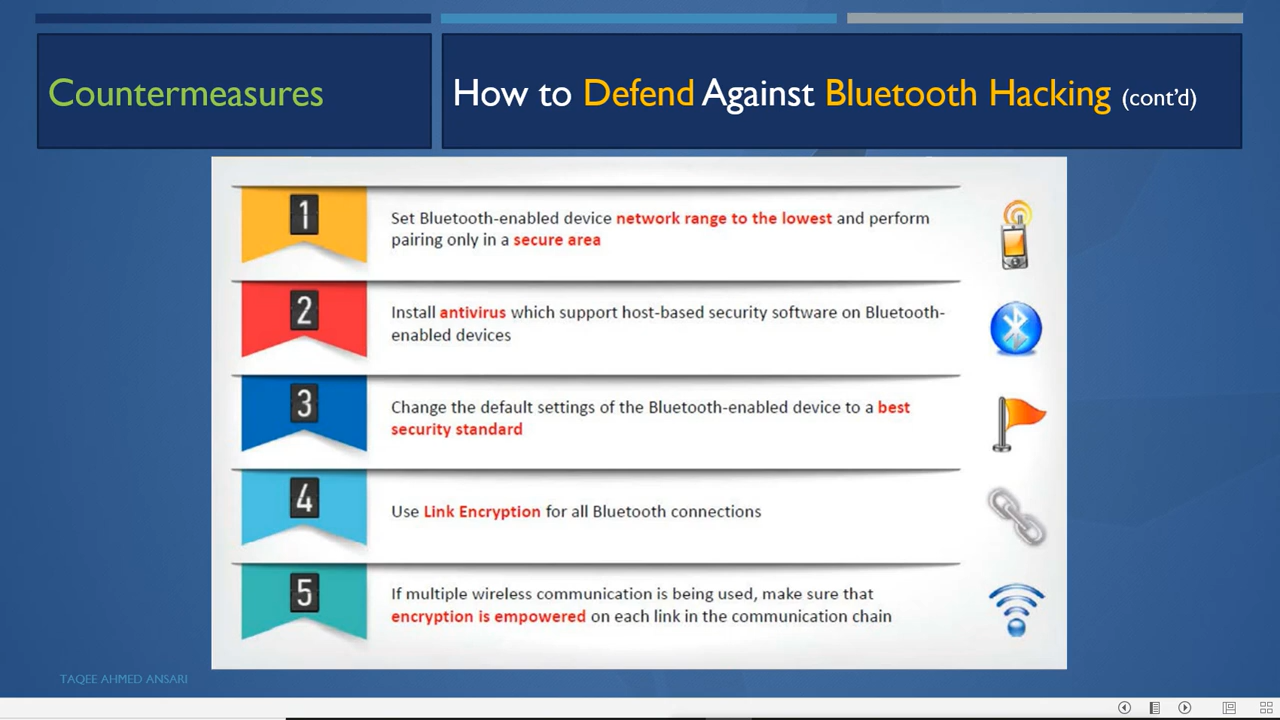 Countermeasures
How to Defend Against Bluetooth Hacking (cont'd)
1
Set Bluetooth-enabled device network range to the lowest and perform
pairing only in a secure area
2
Install antivirus which support host-based security software on Bluetooth-
enabled devices
3
Change the default settings of the Bluetooth-enabled device to a best
security standard
4
Use Link Encryption for all Bluetooth connections
5
If multiple wireless communication is being used, make sure that
encryption is empowered on each link in the communication chain
TAQEE AHMED ANSARI